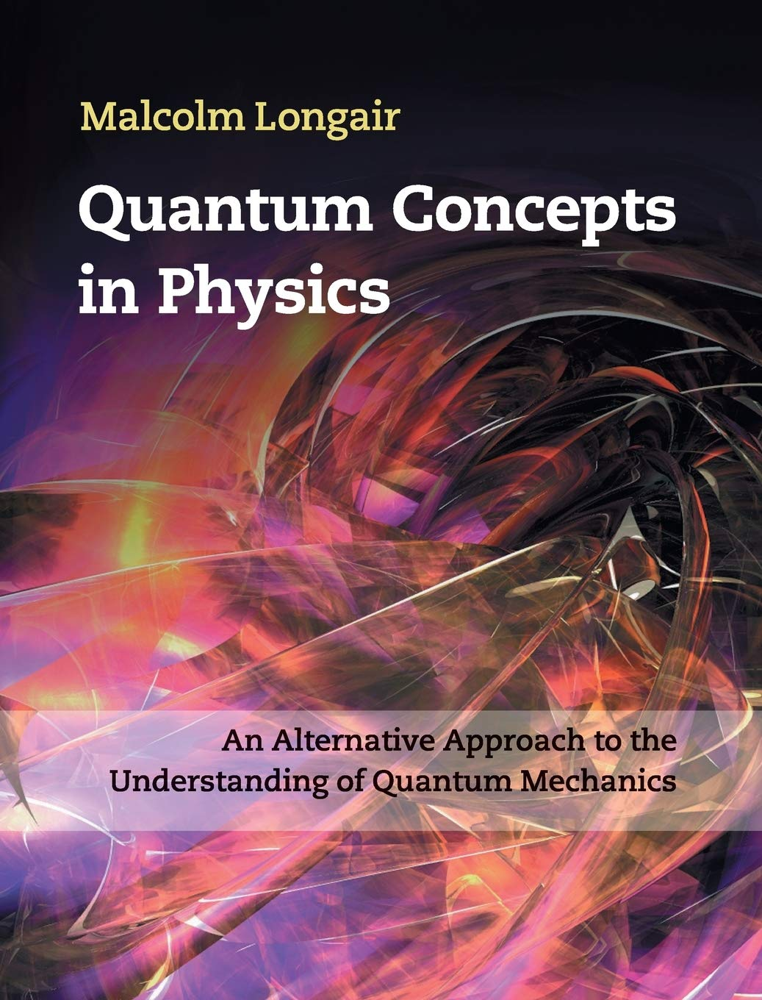 Malcolm Longair
Quantum Concepts
in Physics
An Alternative Approach to the
Understanding of Quantum Mechanics